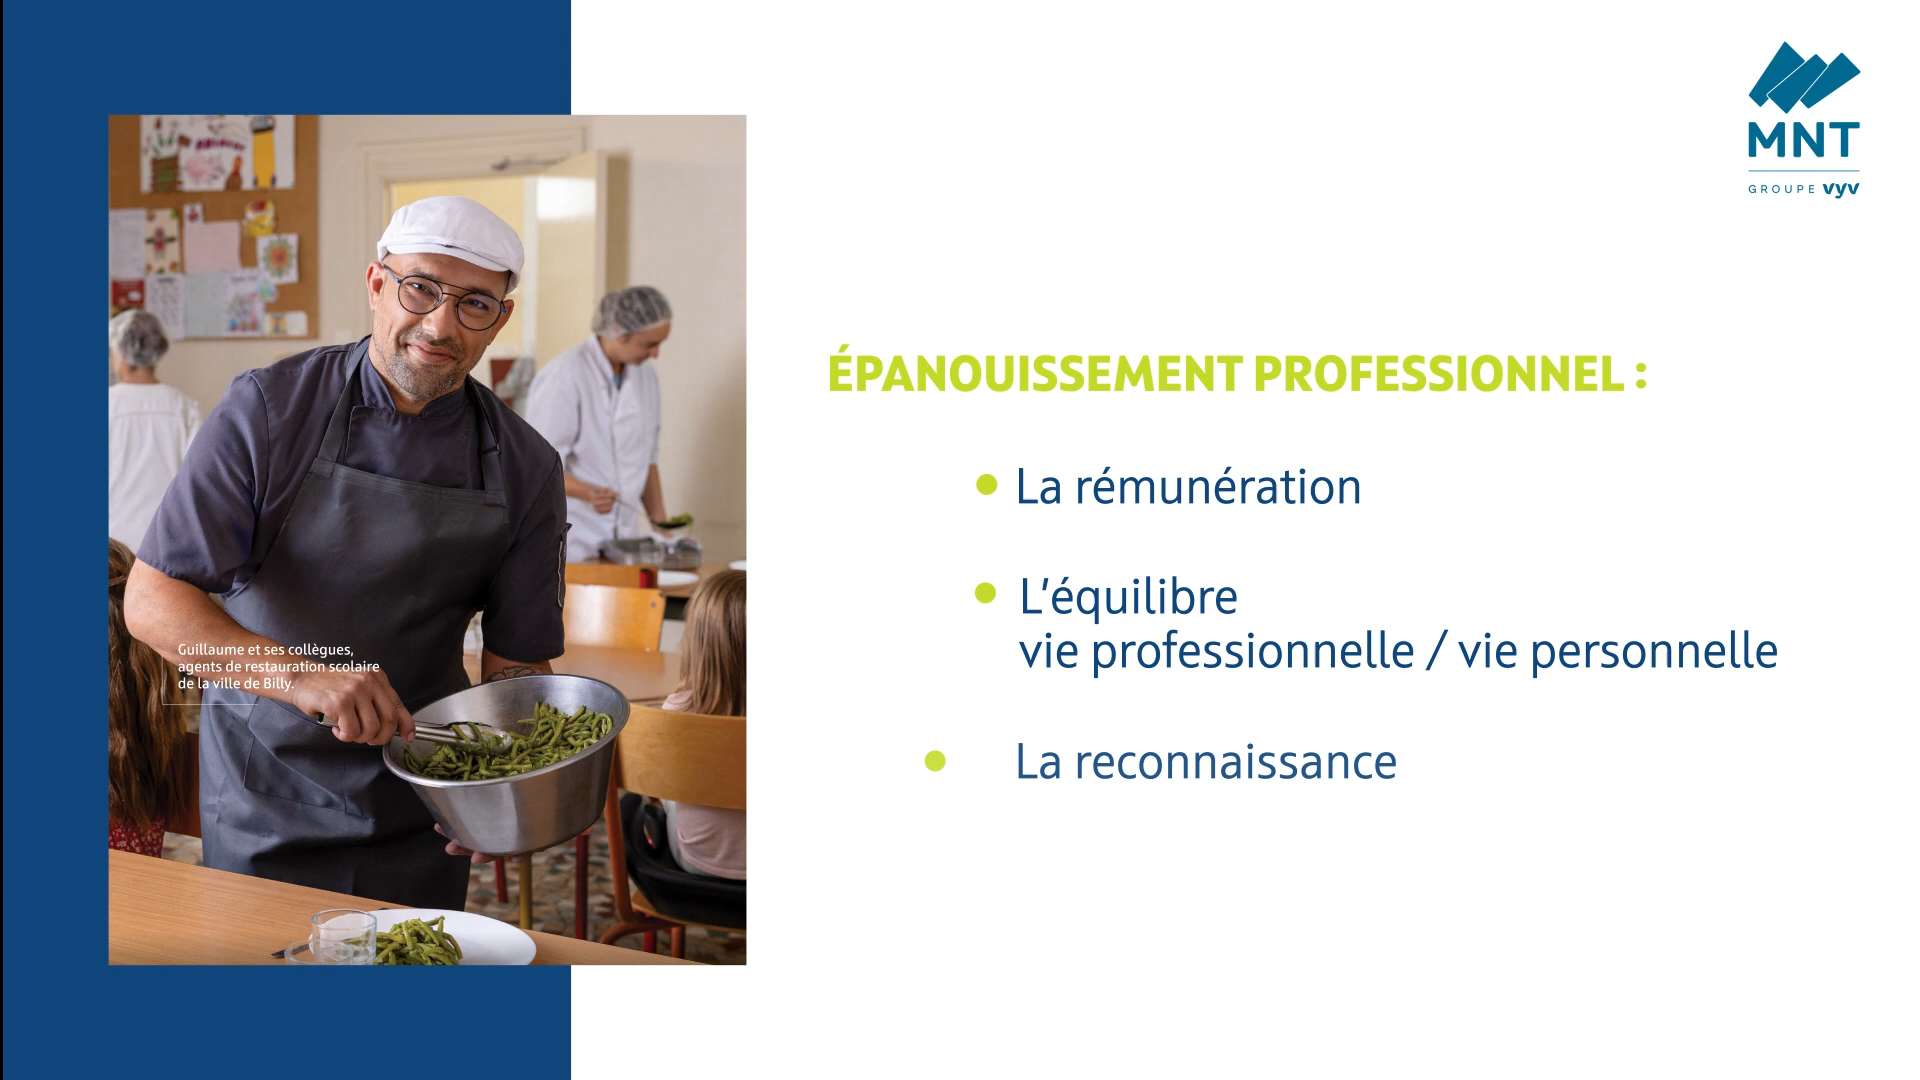 MNT
GROUPE vyv
ÉPANOUISSEMENT PROFESSIONNEL :
• La rémunération
• L'équilibre
vie professionnelle / vie personnelle
• La reconnaissance
Guillaume et ses collègues,
agents de restauration scolaire
de la ville de Billy.